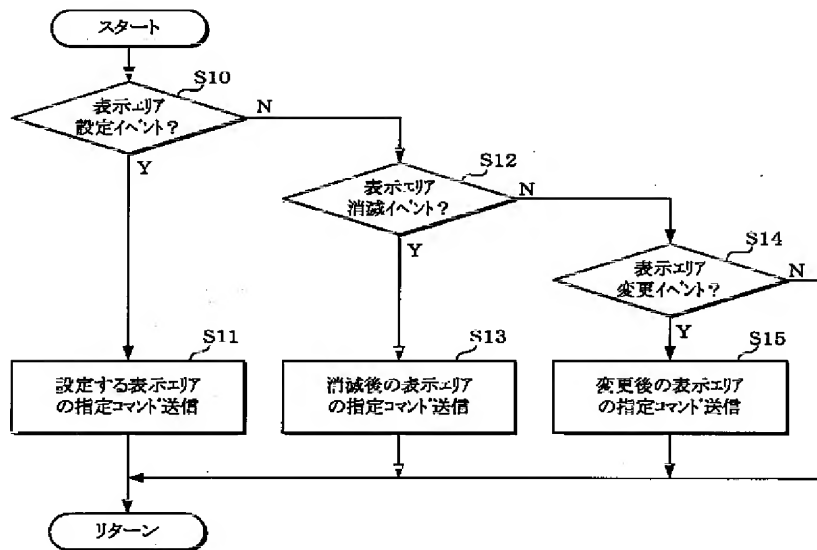 スタート
S10
表示エリア
設定イベント?
N
Y
S12
表示エリア
消滅イベント?
N
Y
S14
表示エリア
変更イベント?
N
Y
S11
設定する表示エリア
の指定コマンド送信
S13
消滅後の表示エリア
の指定コマンド送信
S15
変更後の表示エリア
の指定コマンド送信
リターン